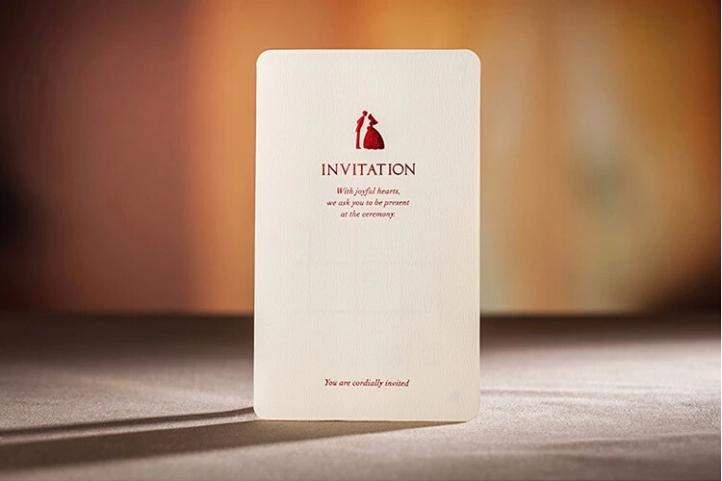 INVITATION
With joyful hearts,
we ask you to be present
at the ceremony.
You are cordially invited